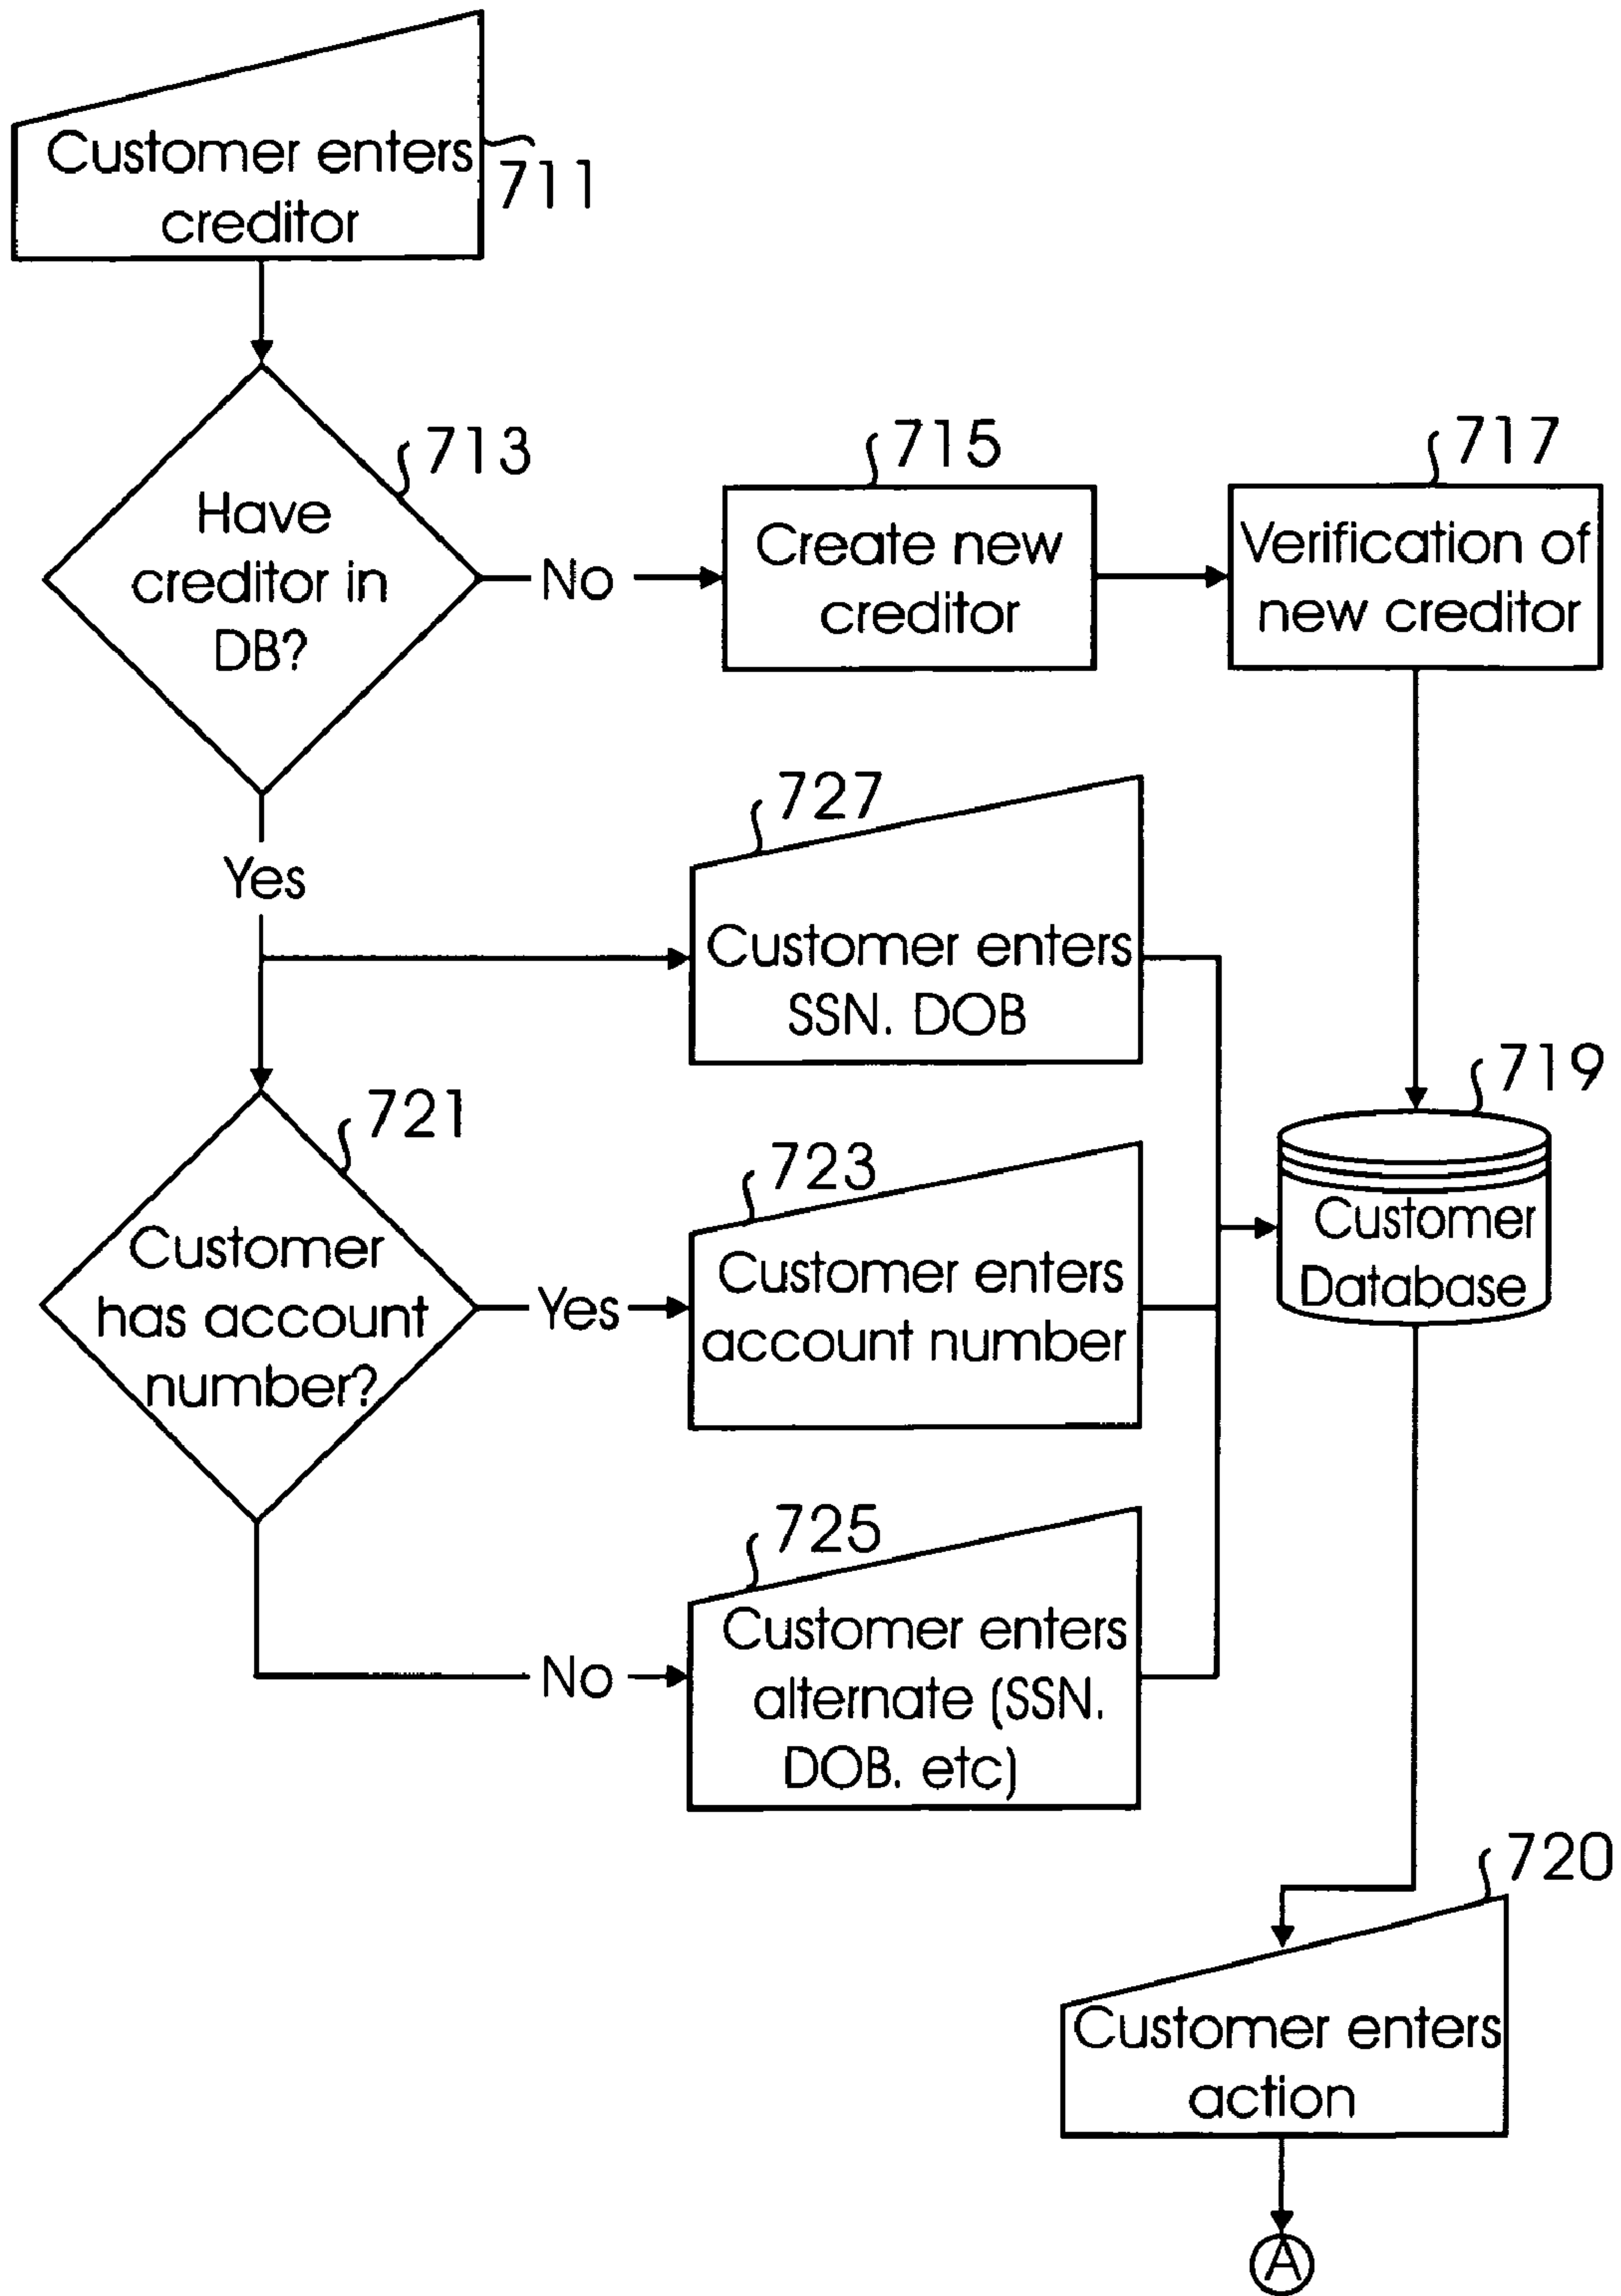 Customer enters
creditor
711
713
Have
creditor in
DB?
No
715
Create new
creditor
717
Verification of
new creditor
Yes
727
Customer enters
SSN. DOB
719
Customer
Database
721
Customer
has account
number?
Yes
723
Customer enters
account number
No
725
Customer enters
alternate (SSN.
DOB. etc)
720
Customer enters
action
A